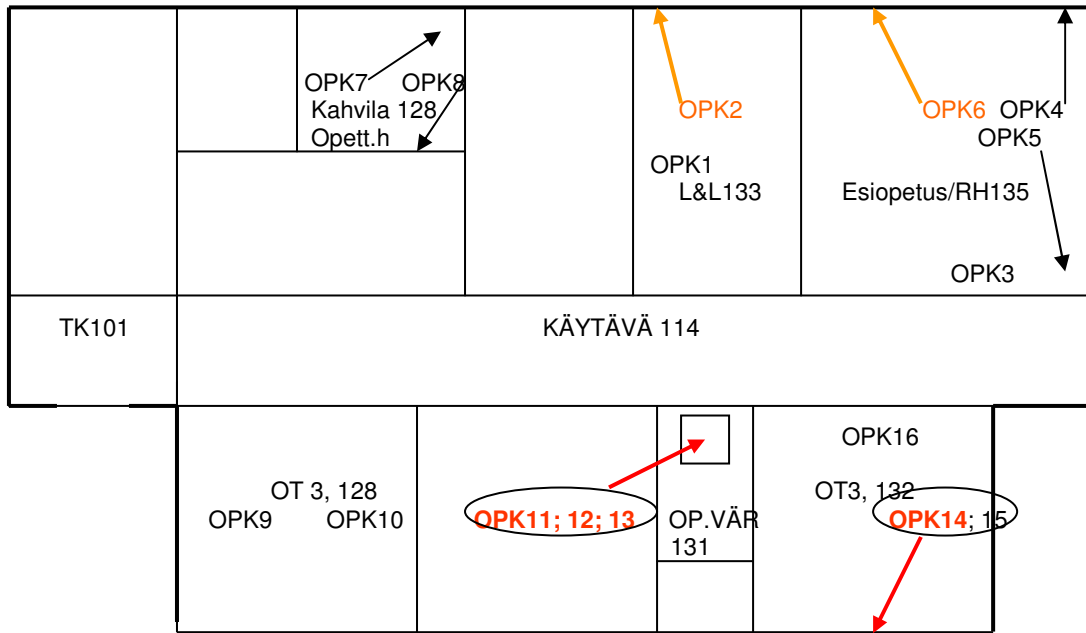 OPK7 OPK8
Kahvila 128
Opett.h
OPK2
OPK6 OPK4
OPK5
OPK1
L&L133
Esiopetus/RH135
OPK3
TK101
KÄYTÄVÄ 114
OPK16
OT 3, 128
OPK9 OPK10
OPK11; 12; 13
OP.VÄR
131
OT3, 132
OPK14; 15